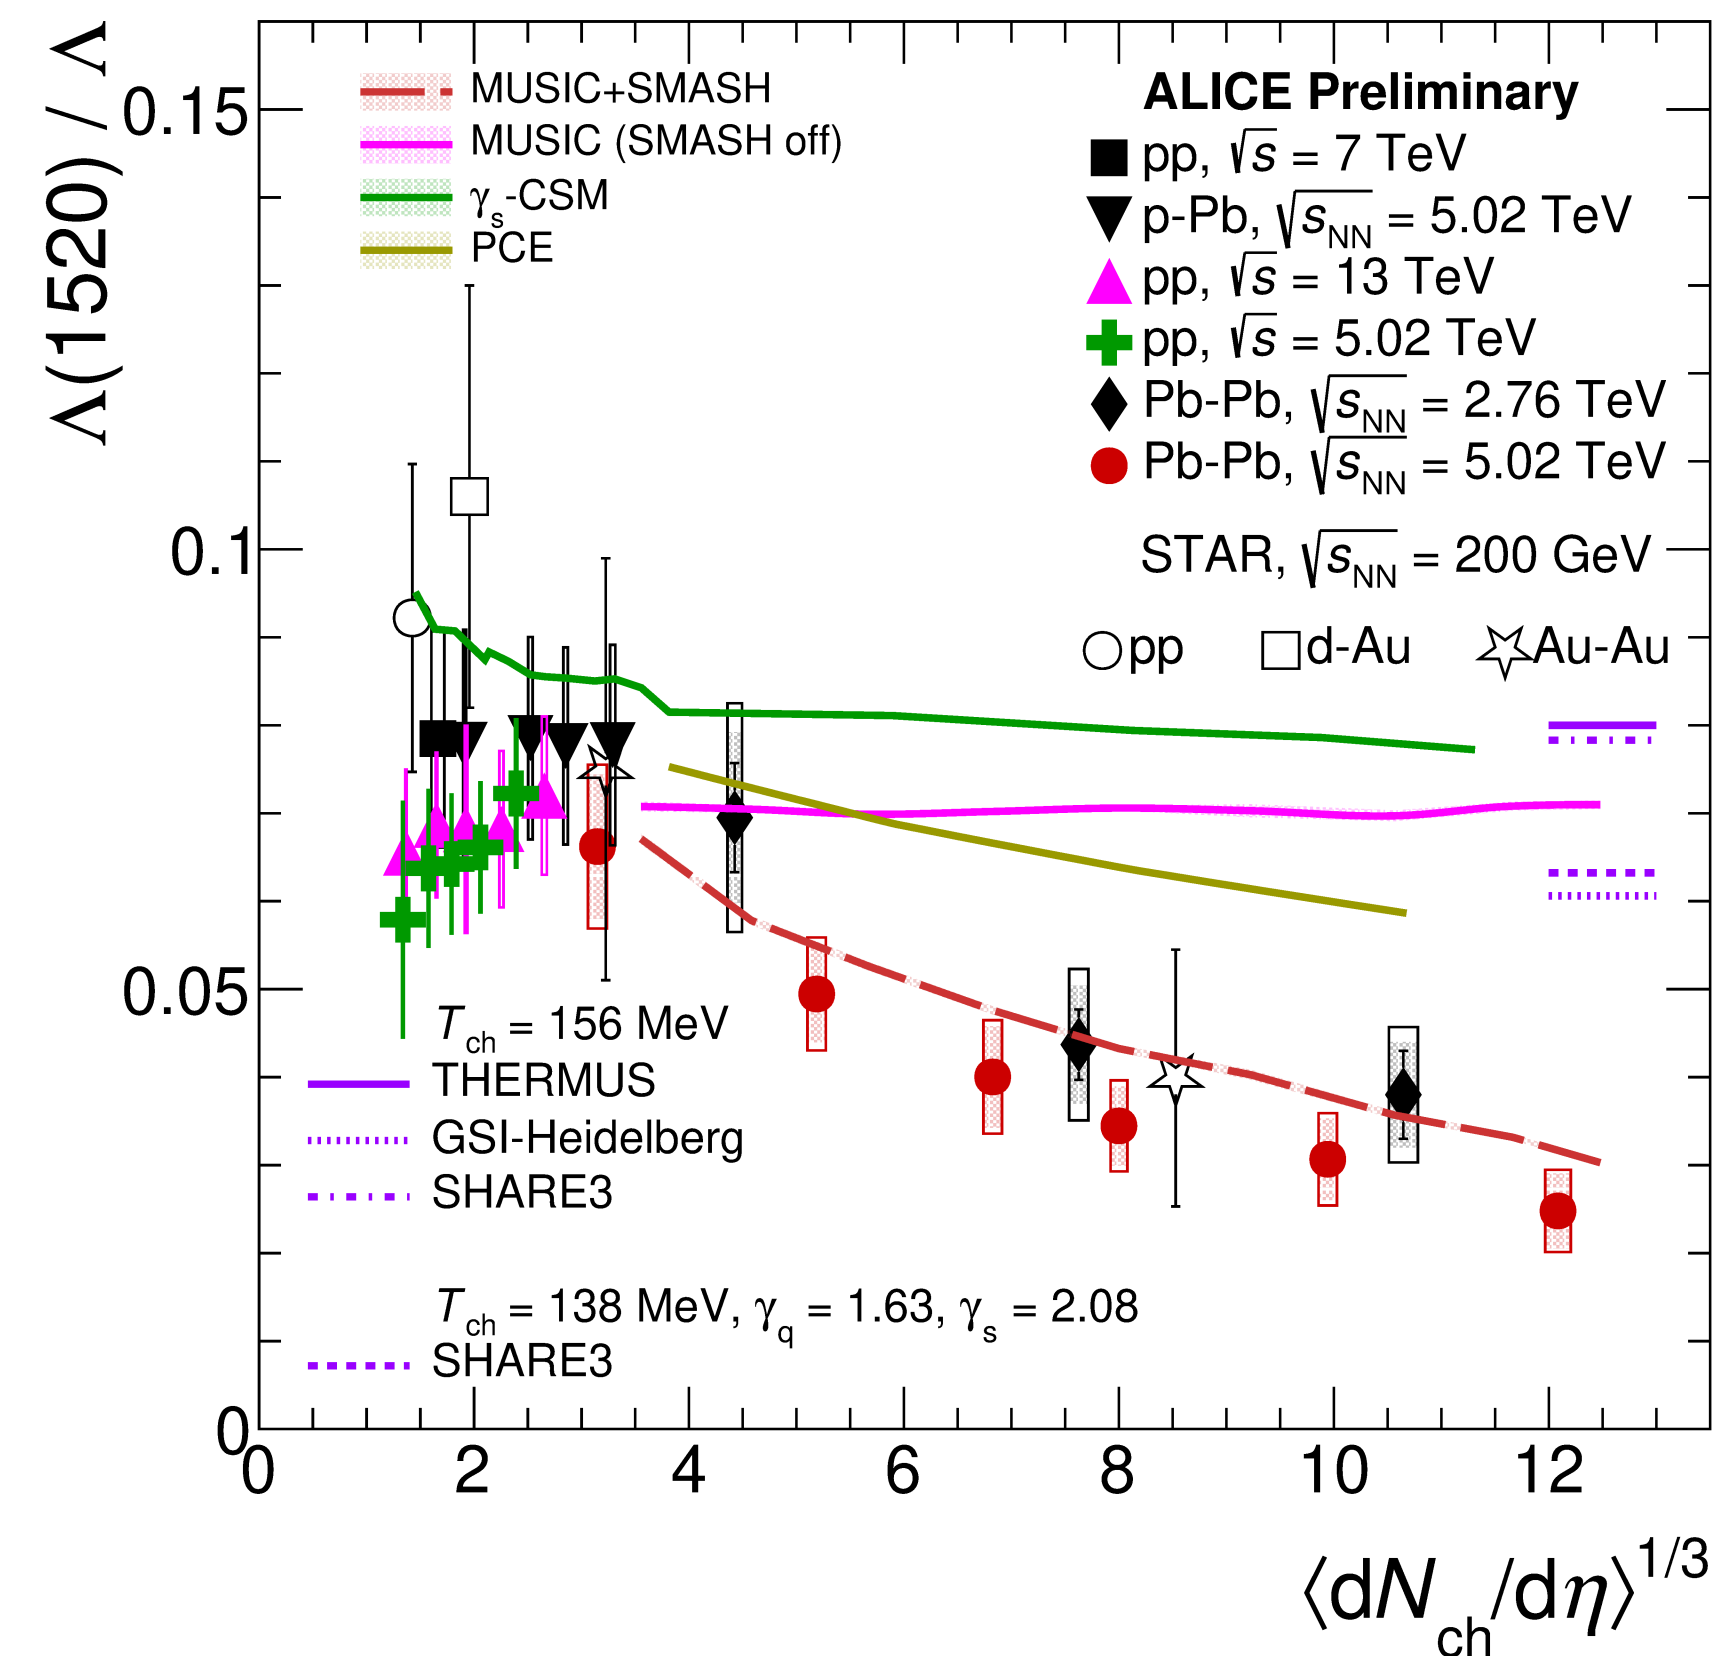 Λ(1520) / Λ
0.15
0.1
0.05
0
MUSIC+SMASH
MUSIC (SMASH off)
γs-CSM
PCE
ALICE Preliminary
pp, √s = 7 TeV
p-Pb, √sNN = 5.02 TeV
pp, √s = 13 TeV
pp, √s = 5.02 TeV
Pb-Pb, √sNN = 2.76 TeV
Pb-Pb, √sNN = 5.02 TeV
STAR, √sNN = 200 GeV
pp d-Au Au-Au
Tch = 156 MeV
THERMUS
GSI-Heidelberg
SHARE3
Tch = 138 MeV, γq = 1.63, γs = 2.08
SHARE3
0 2 4 6 8 10 12
⟨dNch/dη⟩1/3